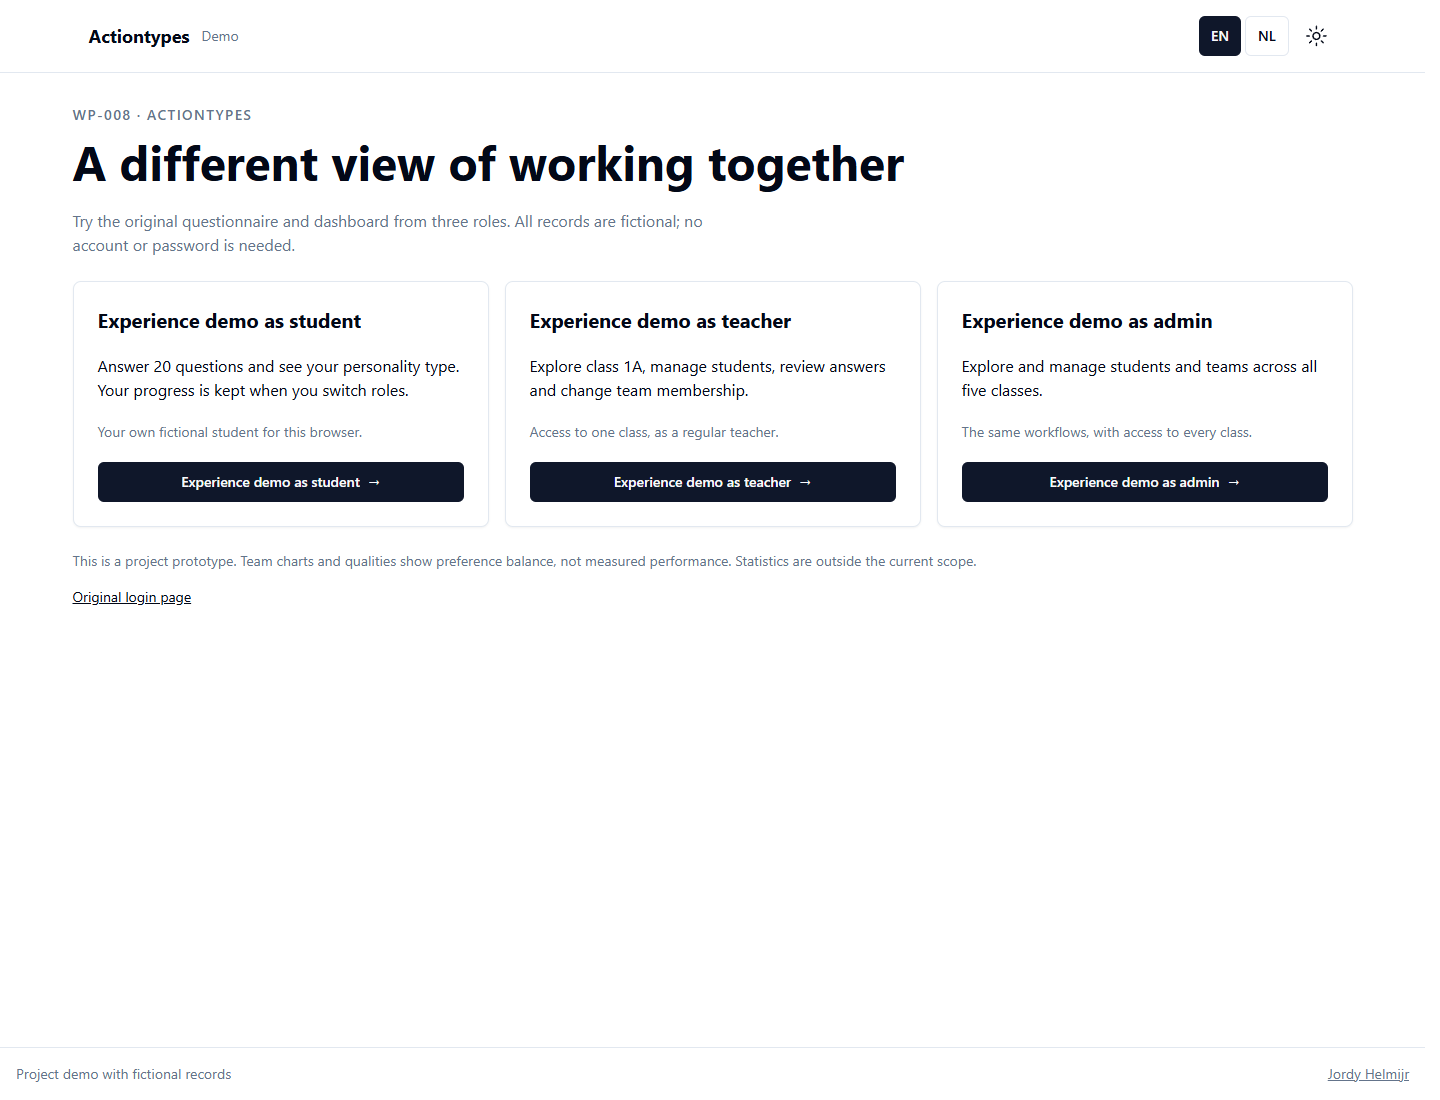 Actiontypes Demo
EN NL
WP-008 · ACTIONTYPES
A different view of working together
Try the original questionnaire and dashboard from three roles. All records are fictional; no
account or password is needed.
Experience demo as student
Answer 20 questions and see your personality type.
Your progress is kept when you switch roles.
Your own fictional student for this browser.
Experience demo as student →
Experience demo as teacher
Explore class 1A, manage students, review answers
and change team membership.
Access to one class, as a regular teacher.
Experience demo as teacher →
Experience demo as admin
Explore and manage students and teams across all
five classes.
The same workflows, with access to every class.
Experience demo as admin →
This is a project prototype. Team charts and qualities show preference balance, not measured performance. Statistics are outside the current scope.
Original login page
Project demo with fictional records
Jordy Helmijr